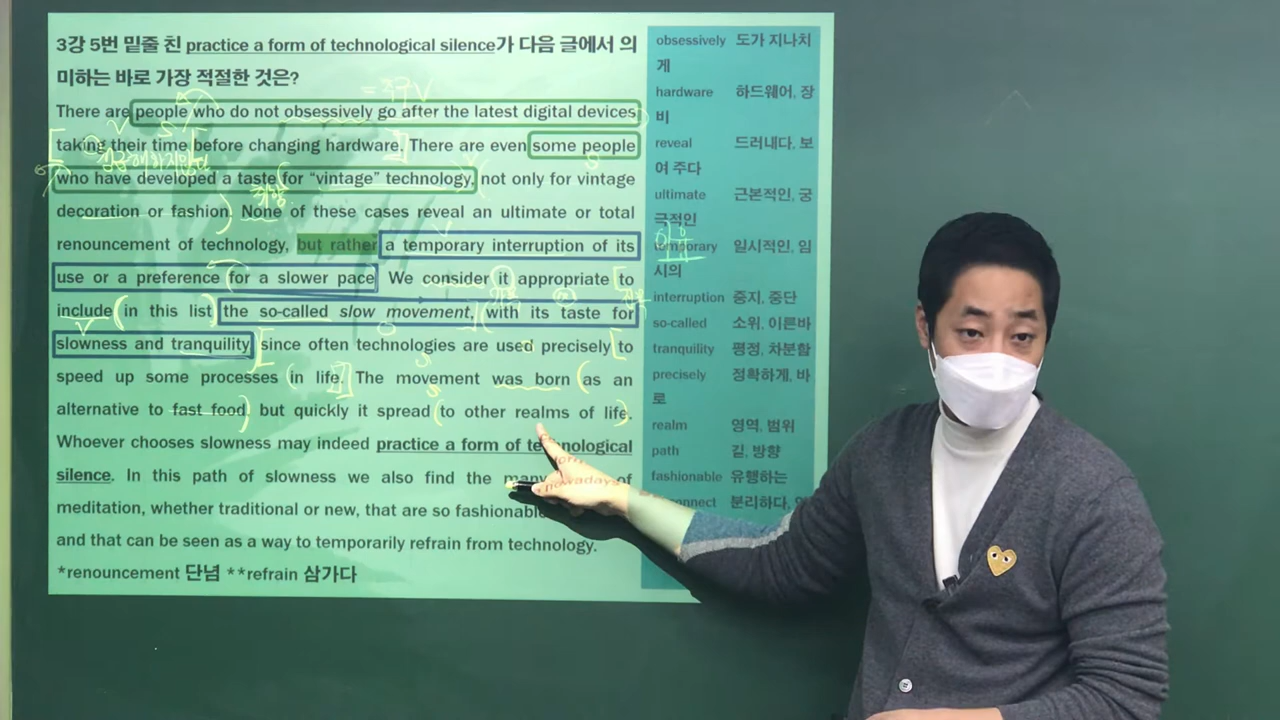 3강 5번 밑줄 친 practice a form of technological silence가 다음 글에서 의
미하는 바로 가장 적절한 것은?
There are people who do not obsessively go after the latest digital devices
taking their time before changing hardware. There are even some people
who have developed a taste for “vintage” technology, not only for vintage
decoration or fashion. None of these cases reveal an ultimate or total
renouncement of technology, but rather a temporary interruption of its
use or a preference for a slower pace. We consider it appropriate to
include in this list the so-called slow movement, with its taste for
slowness and tranquility, since often technologies are used precisely to
speed up some processes in life. The movement was born as an
alternative to fast food, but quickly it spread to other realms of life.
Whoever chooses slowness may indeed practice a form of technological
silence. In this path of slowness we also find the many of
meditation, whether traditional or new, that are so fashionable nowadays
and that can be seen as a way to temporarily refrain from technology.
*renouncement 단념 **refrain 삼가다
obsessively 도가 지나치
게
hardware 하드웨어, 장
비
reveal 드러내다, 보
여 주다
ultimate 근본적인, 궁
극적인
temporary 일시적인, 임
시의
interruption 중지, 중단
so-called 소위, 이른바
tranquility 평정, 차분함
precisely 정확하게, 바
로
realm 영역, 범위
path 길, 방향
fashionable 유행하는
분리하다